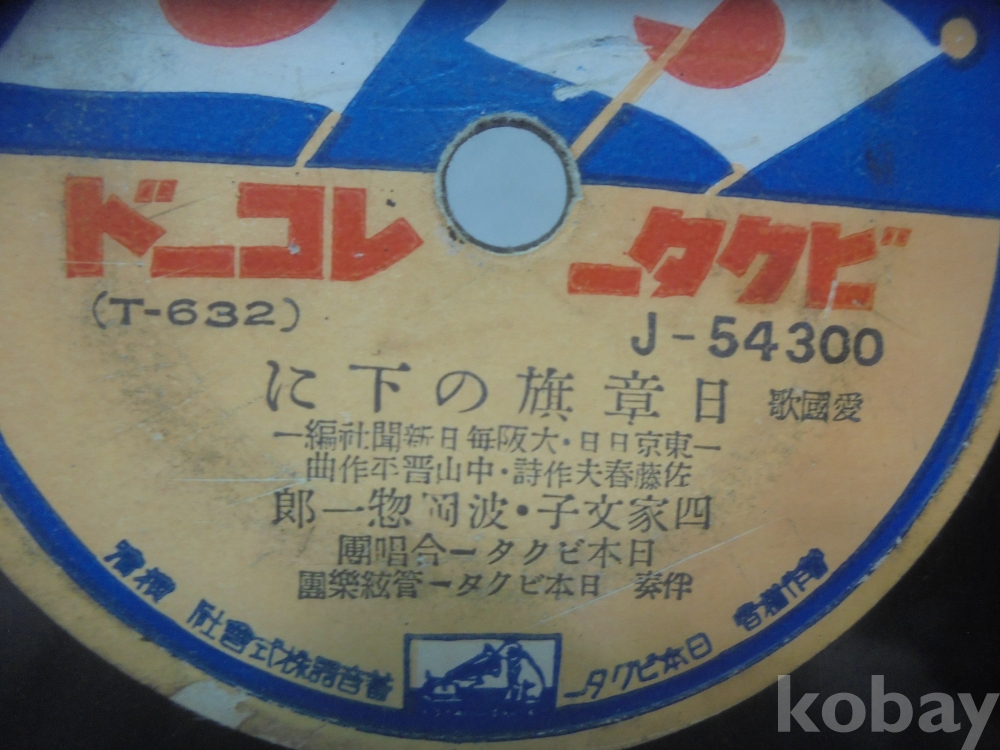 ビクターレコード
J-54300
(T-632)
愛國歌 日章旗の下に
―東京日日・大阪毎日新聞社編―
佐藤春夫作詩・中山晋平作曲
四家文子・波岡惣一郎
日本ビクター合唱團
伴奏 日本ビクター管絃樂團
著作權者 日本ビクター蓄音器株式會社 橫濱
kobay